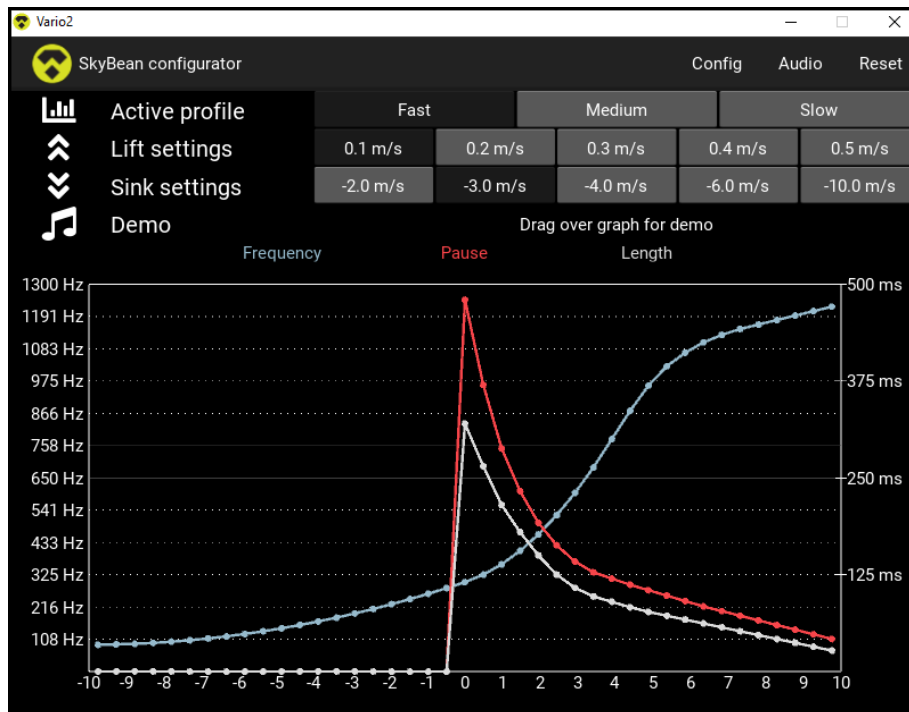 Vario2
SkyBean configurator Config Audio Reset
Active profile Fast Medium Slow
Lift settings 0.1 m/s 0.2 m/s 0.3 m/s 0.4 m/s 0.5 m/s
Sink settings -2.0 m/s -3.0 m/s -4.0 m/s -6.0 m/s -10.0 m/s
Demo Drag over graph for demo
Frequency Pause Length
1300 Hz 500 ms
1191 Hz
1083 Hz
975 Hz 375 ms
866 Hz
758 Hz
650 Hz 250 ms
541 Hz
433 Hz
325 Hz 125 ms
216 Hz
108 Hz
-10 -9 -8 -7 -6 -5 -4 -3 -2 -1 0 1 2 3 4 5 6 7 8 9 10